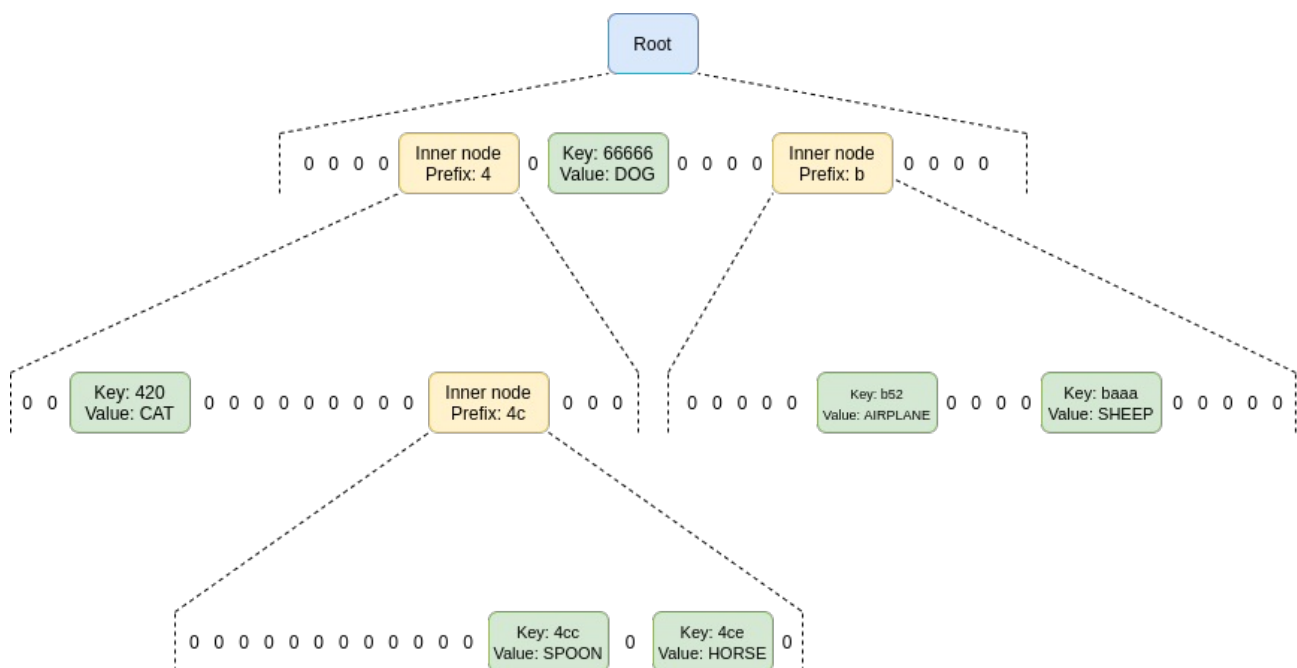 Root
0 0 0 0
Inner node
Prefix: 4
0
Key: 66666
Value: DOG
0 0 0 0
Inner node
Prefix: b
0 0 0 0
0 0
Key: 420
Value: CAT
0 0 0 0 0 0 0 0 0
Inner node
Prefix: 4c
0 0 0
0 0 0 0 0
Key: b52
Value: AIRPLANE
0 0 0 0
Key: baaa
Value: SHEEP
0 0 0 0 0
0 0 0 0 0 0 0 0 0 0 0 0
Key: 4cc
Value: SPOON
0
Key: 4ce
Value: HORSE
0